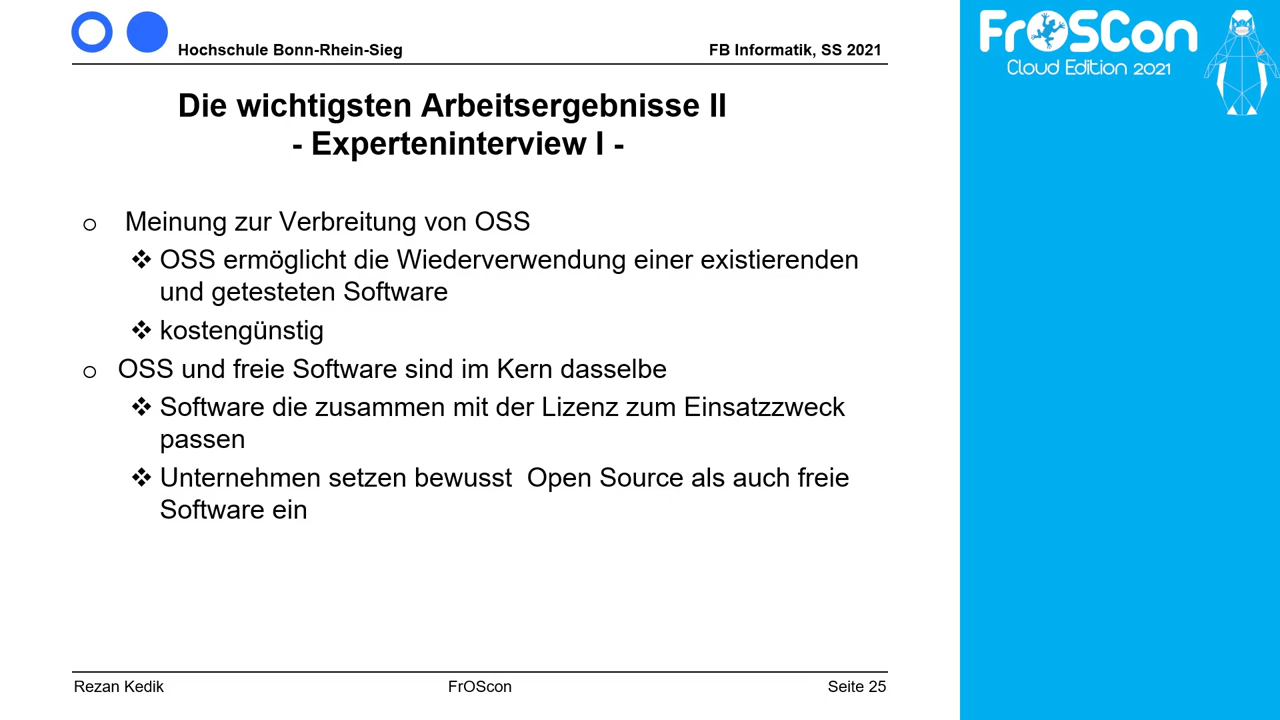 Hochschule Bonn-Rhein-Sieg
FB Informatik, SS 2021
FrOSCon
Cloud Edition 2021
Die wichtigsten Arbeitsergebnisse II
- Experteninterview I -
o Meinung zur Verbreitung von OSS
❖ OSS ermöglicht die Wiederverwendung einer existierenden
und getesteten Software
❖ kostengünstig
o OSS und freie Software sind im Kern dasselbe
❖ Software die zusammen mit der Lizenz zum Einsatzzweck
passen
❖ Unternehmen setzen bewusst  Open Source als auch freie
Software ein
Rezan Kedik
FrOScon
Seite 25